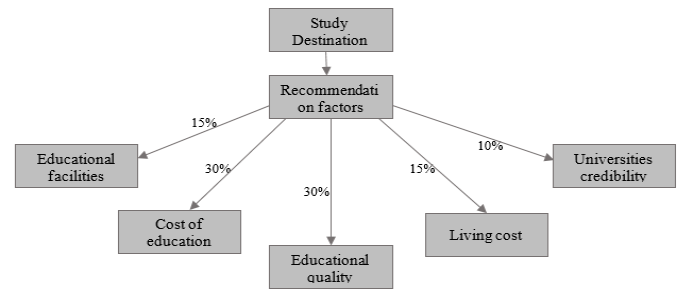 Study
Destination
Recommendati
on factors
15%
10%
Educational
facilities
30%
15%
Universities
credibility
30%
Cost of
education
Living cost
Educational
quality